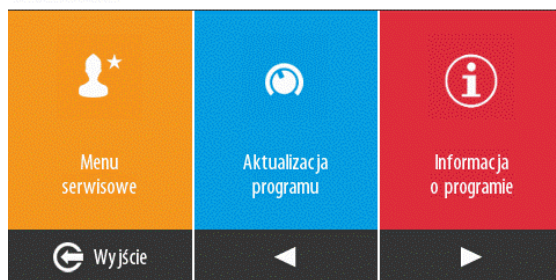 Menu
serwisowe
Aktualizacja
programu
Informacja
o programie
Wyjście